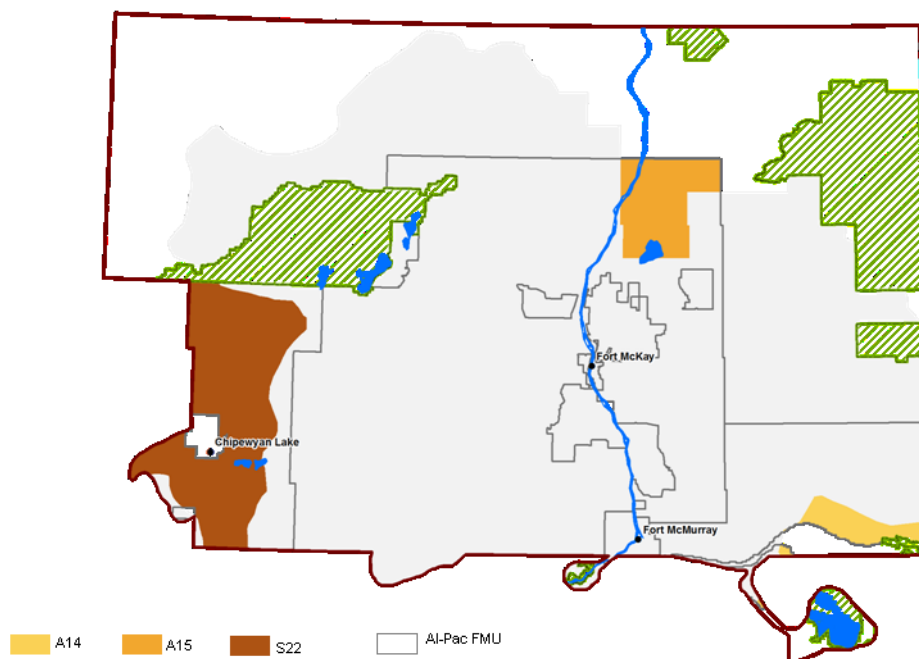 Fort McKay
Chipewyan Lake
Fort McMurray
A14
A15
S22
Al-Pac FMU